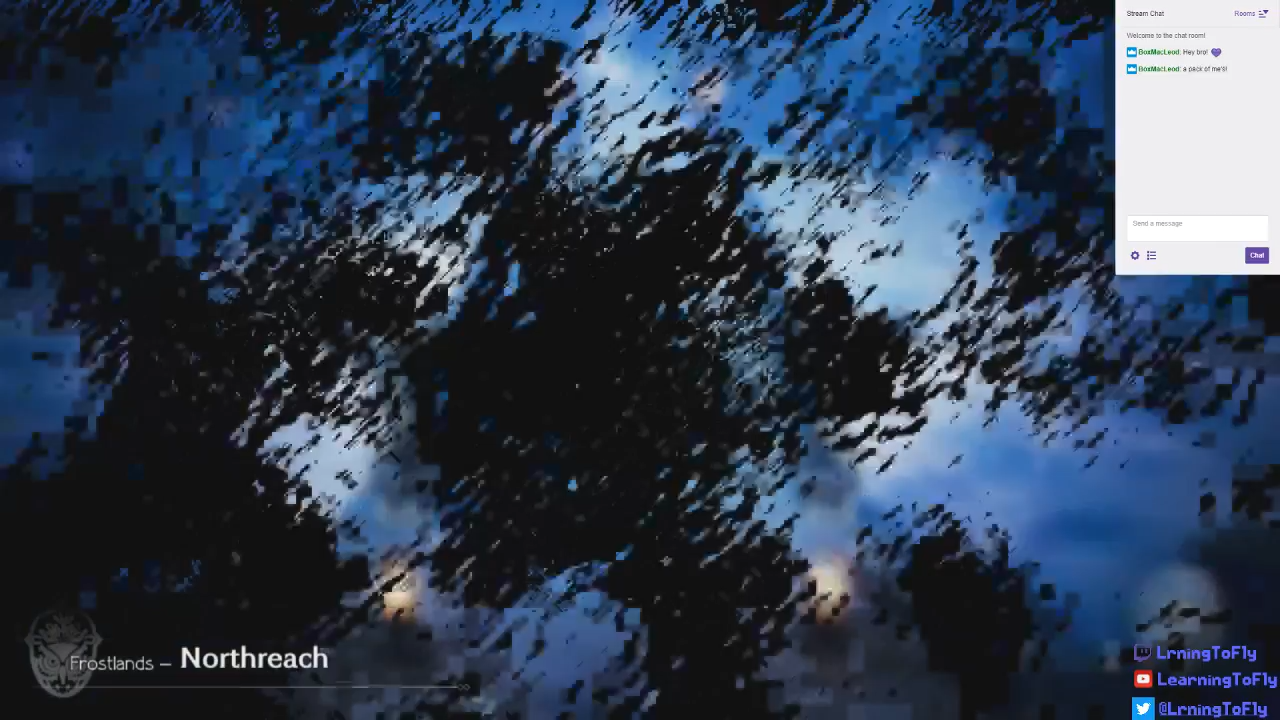 Stream Chat
Rooms
Welcome to the chat room!
BoxMacLeod: Hey bro!
BoxMacLeod: a pack of me's!
Send a message
Chat
Frostlands – Northreach
LrningToFly
LearningToFly
@LrningToFly